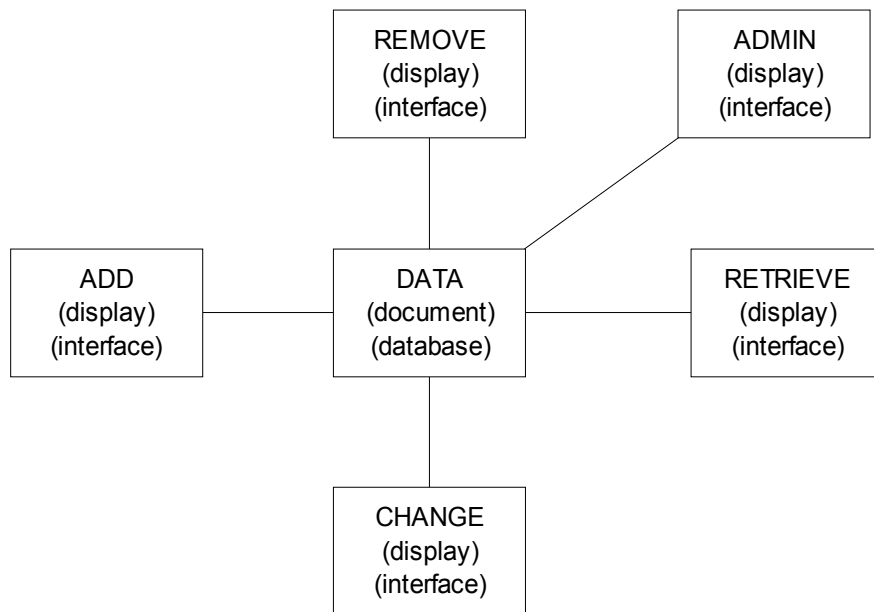 REMOVE
(display)
(interface)
ADMIN
(display)
(interface)
ADD
(display)
(interface)
DATA
(document)
(database)
RETRIEVE
(display)
(interface)
CHANGE
(display)
(interface)